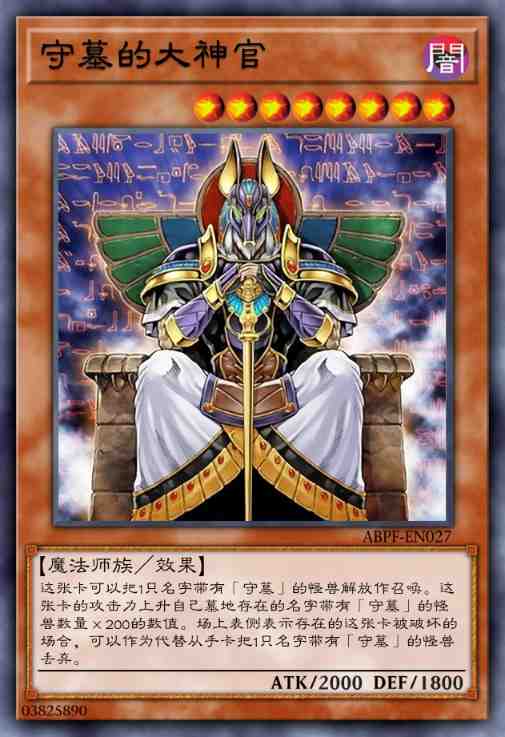 守墓的大神官
闇
ABPF-EN027
【魔法师族／效果】
这张卡可以把1只名字带有「守墓」的怪兽解放作召唤。这
张卡的攻击力上升自己墓地存在的名字带有「守墓」的怪
兽数量×200的数值。场上表侧表示存在的这张卡被破坏的
场合，可以作为代替从手卡把1只名字带有「守墓」的怪兽
丢弃。
ATK/2000 DEF/1800
03825890